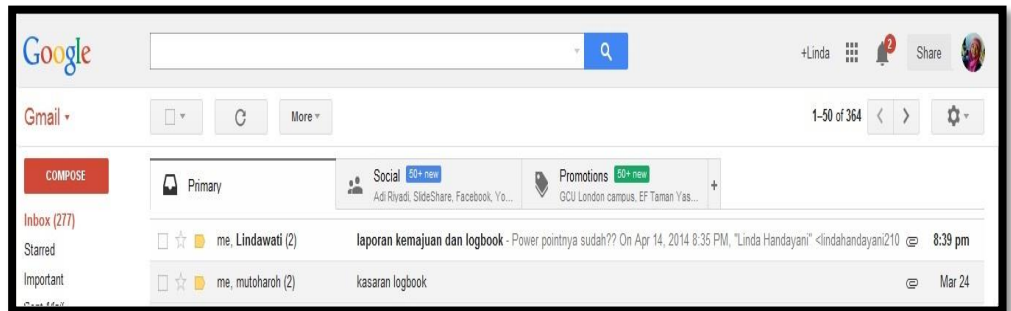 Google +Linda 2 Share
Gmail More 1–50 of 364
COMPOSE
Primary
Social 50+ new
Adi Riyadi, SlideShare, Facebook, Yo...
Promotions 50+ new
GCU London campus, EF Taman Yas...
+
Inbox (277)
Starred
Important
Sent Mail
me, Lindawati (2) laporan kemajuan dan logbook - Power pointnya sudah?? On Apr 14, 2014 8:35 PM, "Linda Handayani" <lindahandayani210 8:39 pm
me, mutoharoh (2) kasaran logbook Mar 24